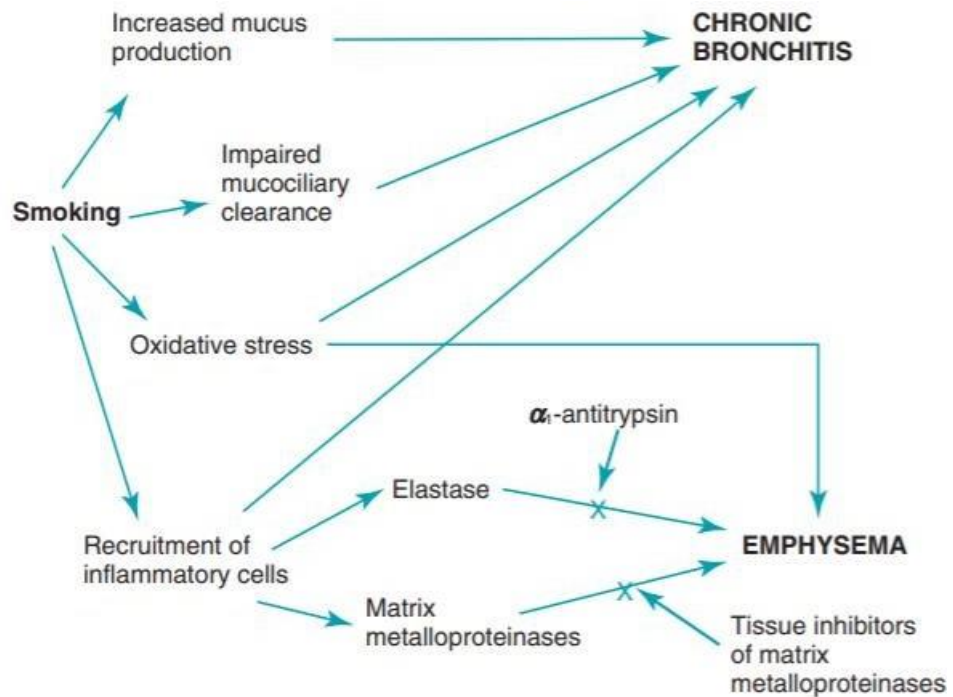 Increased mucus
production
CHRONIC
BRONCHITIS
Impaired
mucociliary
clearance
Smoking
Oxidative stress
α₁-antitrypsin
Elastase
X
Recruitment of
inflammatory cells
EMPHYSEMA
X
Matrix
metalloproteinases
Tissue inhibitors
of matrix
metalloproteinases